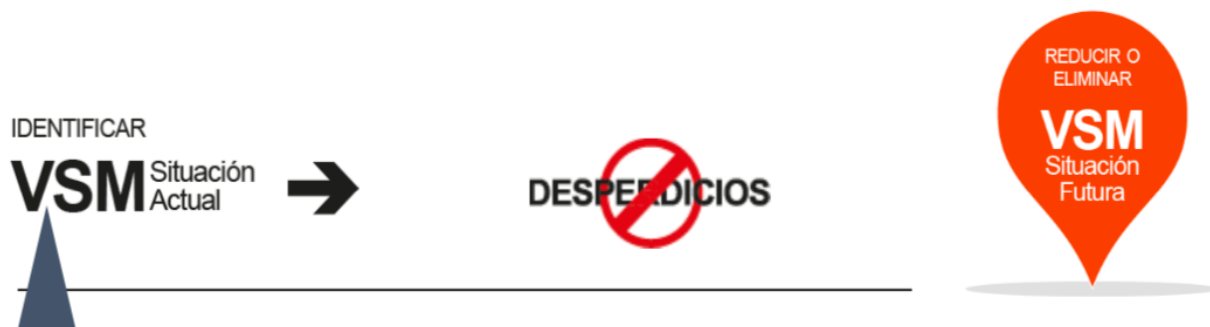 IDENTIFICAR
VSM Situación
Actual
DESPERDICIOS
REDUCIR O
ELIMINAR
VSM
Situación
Futura